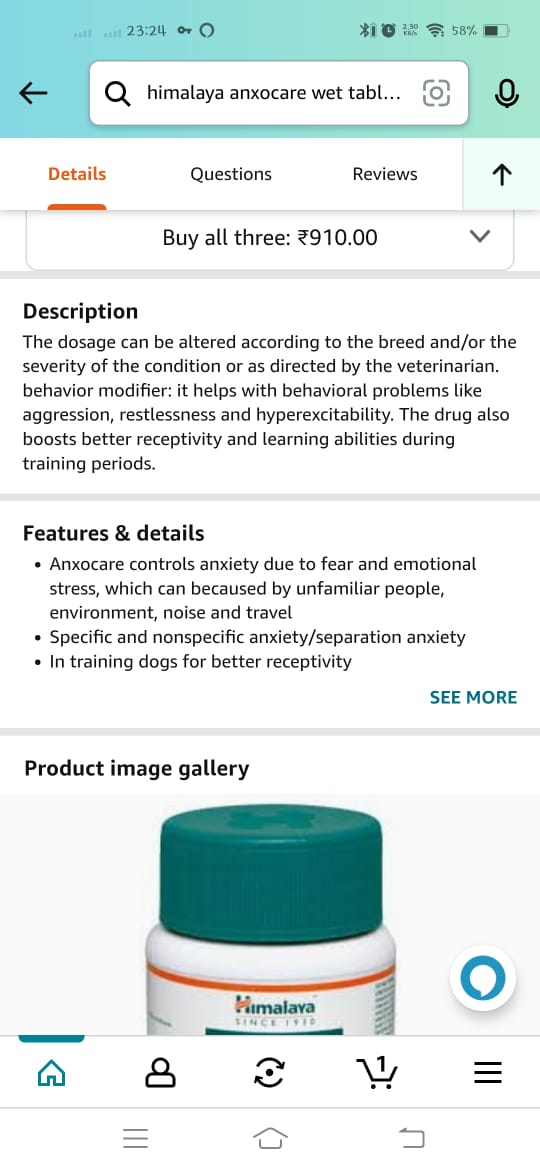 23:24
2.30
KB/s
58%
himalaya anxocare wet tabl...
Details
Questions
Reviews
Buy all three: ₹910.00
Description
The dosage can be altered according to the breed and/or the
severity of the condition or as directed by the veterinarian.
behavior modifier: it helps with behavioral problems like
aggression, restlessness and hyperexcitability. The drug also
boosts better receptivity and learning abilities during
training periods.
Features & details
• Anxocare controls anxiety due to fear and emotional
stress, which can becaused by unfamiliar people,
environment, noise and travel
• Specific and nonspecific anxiety/separation anxiety
• In training dogs for better receptivity
SEE MORE
Product image gallery
Himalaya
SINCE 1930
1